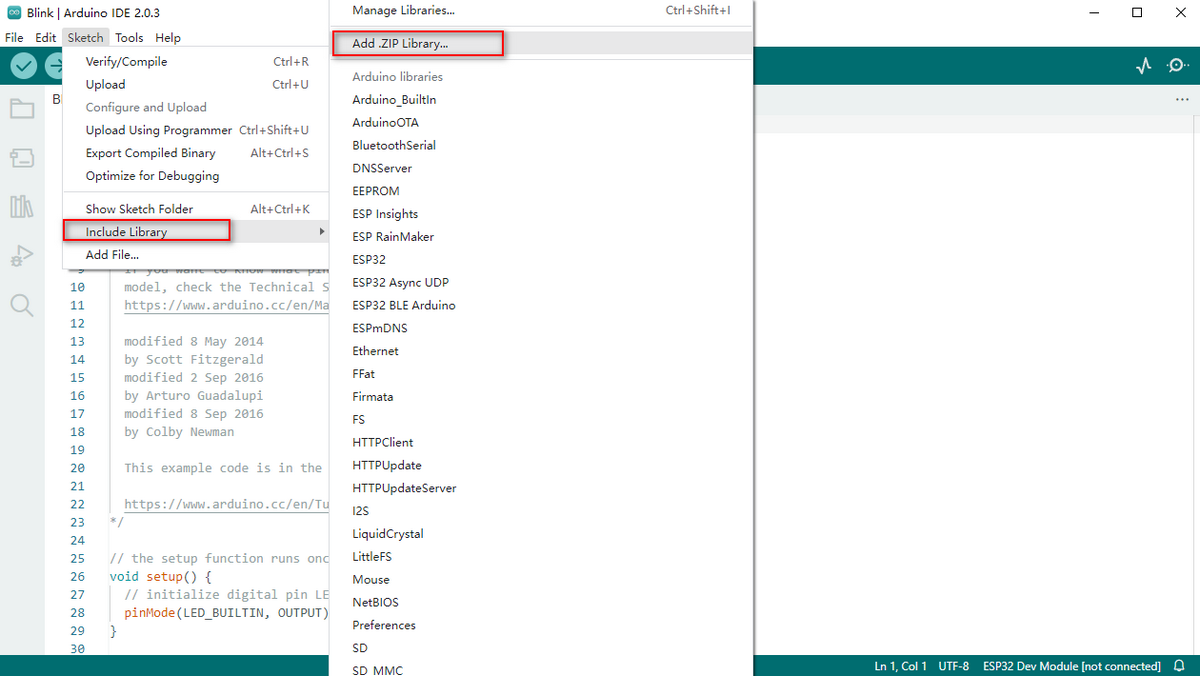 Blink | Arduino IDE 2.0.3
File Edit Sketch Tools Help
Verify/Compile Ctrl+R
Upload Ctrl+U
Configure and Upload
Upload Using Programmer Ctrl+Shift+U
Export Compiled Binary Alt+Ctrl+S
Optimize for Debugging
Show Sketch Folder Alt+Ctrl+K
Include Library
Add File...
Manage Libraries... Ctrl+Shift+I
Add .ZIP Library...
Arduino libraries
Arduino_BuiltIn
ArduinoOTA
BluetoothSerial
DNSServer
EEPROM
ESP Insights
ESP RainMaker
ESP32
ESP32 Async UDP
ESP32 BLE Arduino
ESPmDNS
Ethernet
FFat
Firmata
FS
HTTPClient
HTTPUpdate
HTTPUpdateServer
I2S
LiquidCrystal
LittleFS
Mouse
NetBIOS
Preferences
SD
SD_MMC
9 If you want to know what pin
10 model, check the Technical S
11 https://www.arduino.cc/en/Ma
12
13 modified 8 May 2014
14 by Scott Fitzgerald
15 modified 2 Sep 2016
16 by Arturo Guadalupi
17 modified 8 Sep 2016
18 by Colby Newman
19
20 This example code is in the
21
22 https://www.arduino.cc/en/Tu
23 */
24
25 // the setup function runs onc
26 void setup() {
27 // initialize digital pin LE
28 pinMode(LED_BUILTIN, OUTPUT)
29 }
30
Ln 1, Col 1 UTF-8 ESP32 Dev Module [not connected]